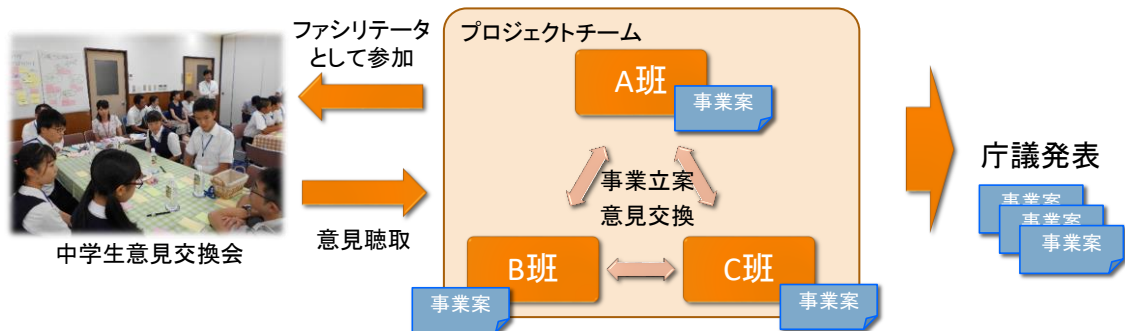 ファシリテータ
として参加
意見聴取
中学生意見交換会
プロジェクトチーム
A班
事業案
事業立案
意見交換
B班
事業案
C班
事業案
庁議発表
事業案
事業案
事業案